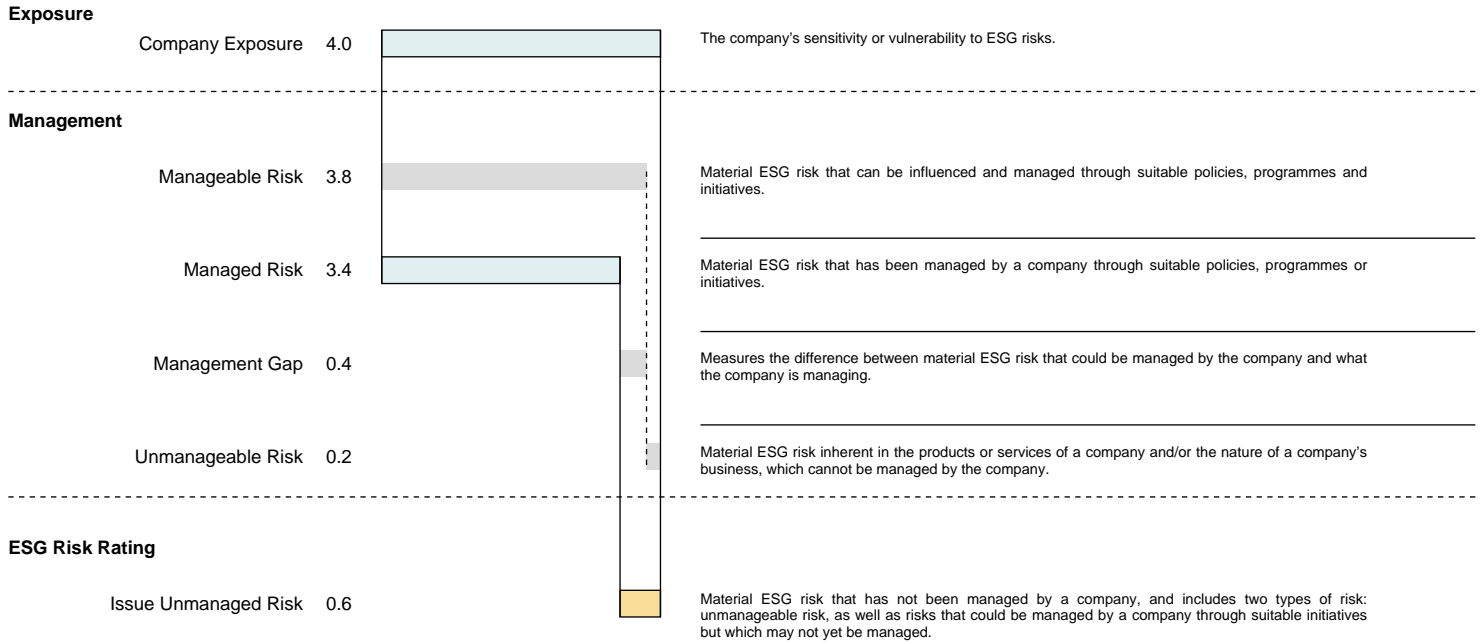 Exposure
Company Exposure 4.0
The company’s sensitivity or vulnerability to ESG risks.
Management
Manageable Risk 3.8
Material ESG risk that can be influenced and managed through suitable policies, programmes and
initiatives.
Managed Risk 3.4
Material ESG risk that has been managed by a company through suitable policies, programmes or
initiatives.
Management Gap 0.4
Measures the difference between material ESG risk that could be managed by the company and what
the company is managing.
Unmanageable Risk 0.2
Material ESG risk inherent in the products or services of a company and/or the nature of a company’s
business, which cannot be managed by the company.
ESG Risk Rating
Issue Unmanaged Risk 0.6
Material ESG risk that has not been managed by a company, and includes two types of risk:
unmanageable risk, as well as risks that could be managed by a company through suitable initiatives
but which may not yet be managed.